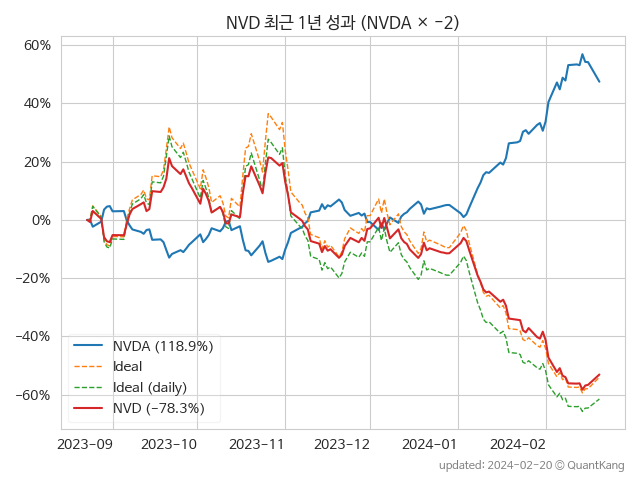 NVD 최근 1년 성과 (NVDA × −2)
60%
40%
20%
0%
−20%
−40%
−60%
NVDA (118.9%)
Ideal
Ideal (daily)
NVD (−78.3%)
2023-09 2023-10 2023-11 2023-12 2024-01 2024-02
updated: 2024-02-20 © QuantKang